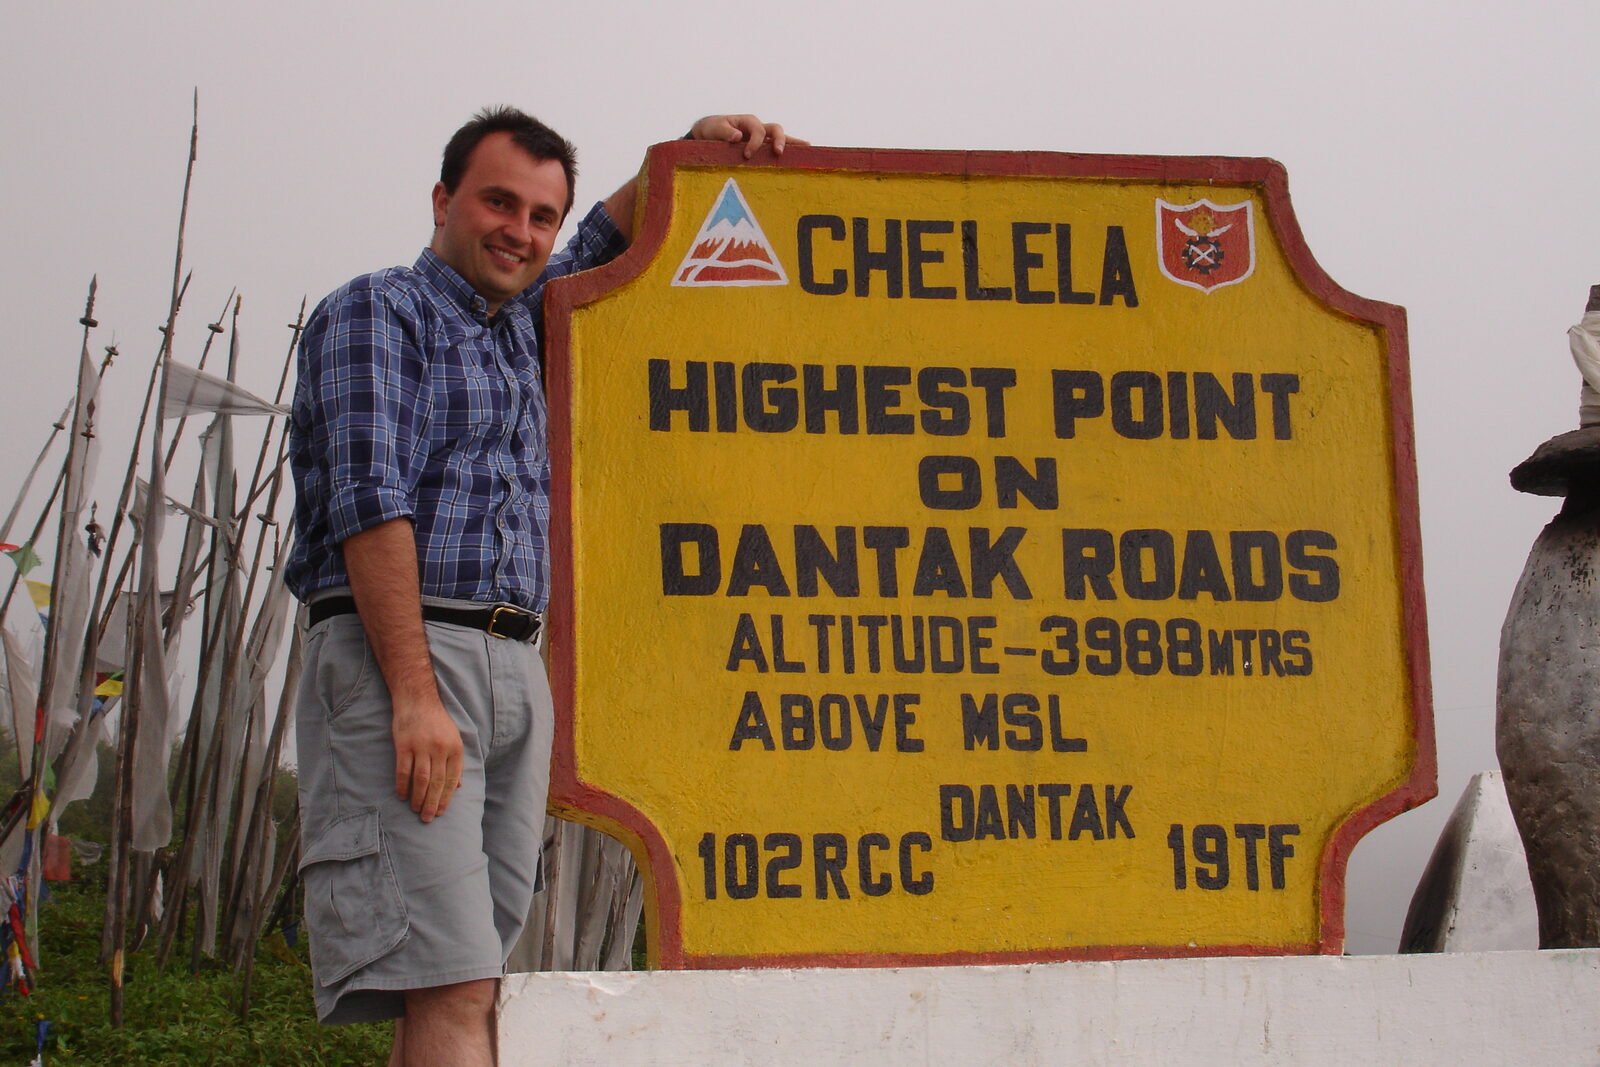 CHELELA
HIGHEST POINT
ON
DANTAK ROADS
ALTITUDE-3988MTRS
ABOVE MSL
DANTAK
102RCC 19TF